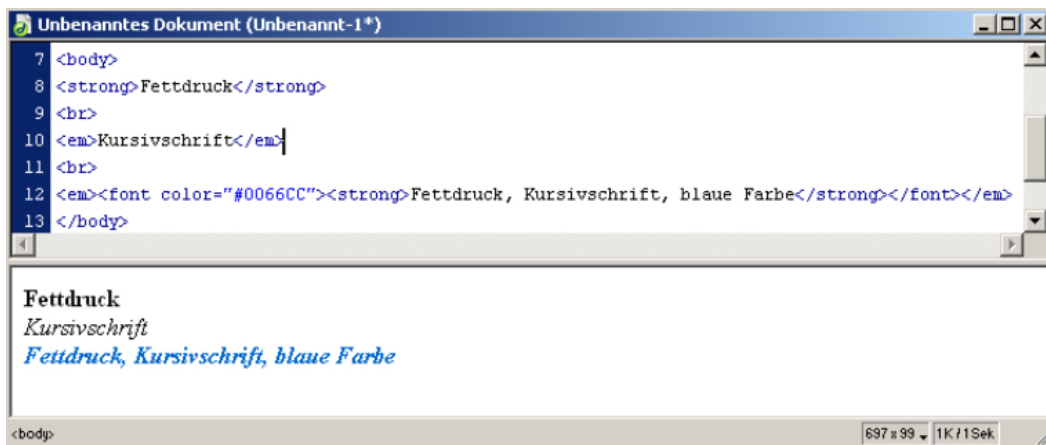 Unbenanntes Dokument (Unbenannt-1*)
7 <body>
8 <strong>Fettdruck</strong>
9 <br>
10 <em>Kursivschrift</em>
11 <br>
12 <em><font color="#0066CC"><strong>Fettdruck, Kursivschrift, blaue Farbe</strong></font></em>
13 </body>
Fettdruck
Kursivschrift
Fettdruck, Kursivschrift, blaue Farbe
<body> 697 x 99 1K / 1Sek